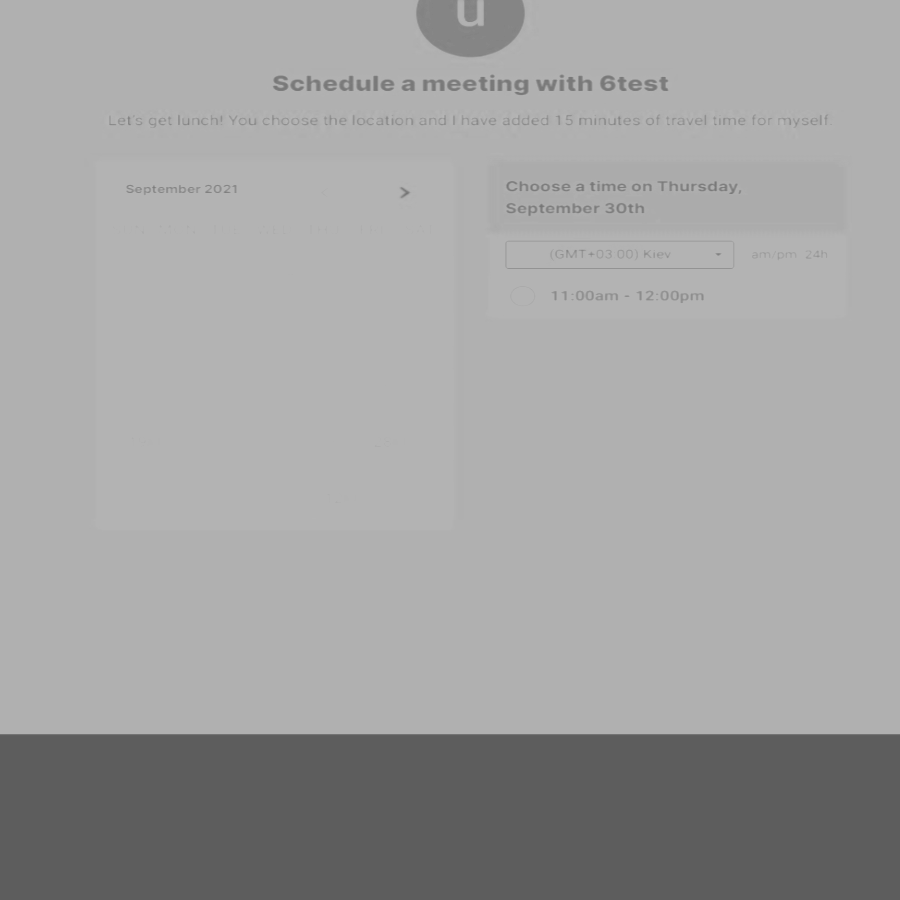 u
Schedule a meeting with 6test
Let's get lunch! You choose the location and I have added 15 minutes of travel time for myself.
September 2021
Choose a time on Thursday,
September 30th
(GMT+03:00) Kiev
am/pm 24h
11:00am - 12:00pm